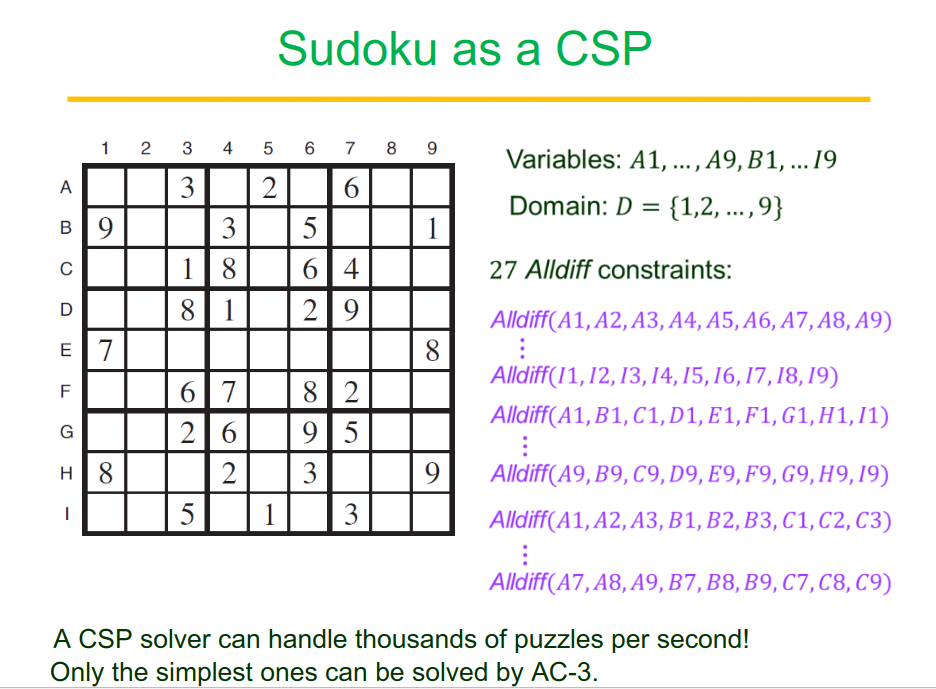 Sudoku as a CSP
1 2 3 4 5 6 7 8 9
A 3 2 6
B 9 3 5 1
C 1 8 6 4
D 8 1 2 9
E 7 8
F 6 7 8 2
G 2 6 9 5
H 8 2 3 9
I 5 1 3
Variables: A1, ..., A9, B1, ... I9
Domain: D = {1,2, ..., 9}
27 Alldiff constraints:
Alldiff(A1, A2, A3, A4, A5, A6, A7, A8, A9)
⋮
Alldiff(I1, I2, I3, I4, I5, I6, I7, I8, I9)
Alldiff(A1, B1, C1, D1, E1, F1, G1, H1, I1)
⋮
Alldiff(A9, B9, C9, D9, E9, F9, G9, H9, I9)
Alldiff(A1, A2, A3, B1, B2, B3, C1, C2, C3)
⋮
Alldiff(A7, A8, A9, B7, B8, B9, C7, C8, C9)
A CSP solver can handle thousands of puzzles per second!
Only the simplest ones can be solved by AC-3.